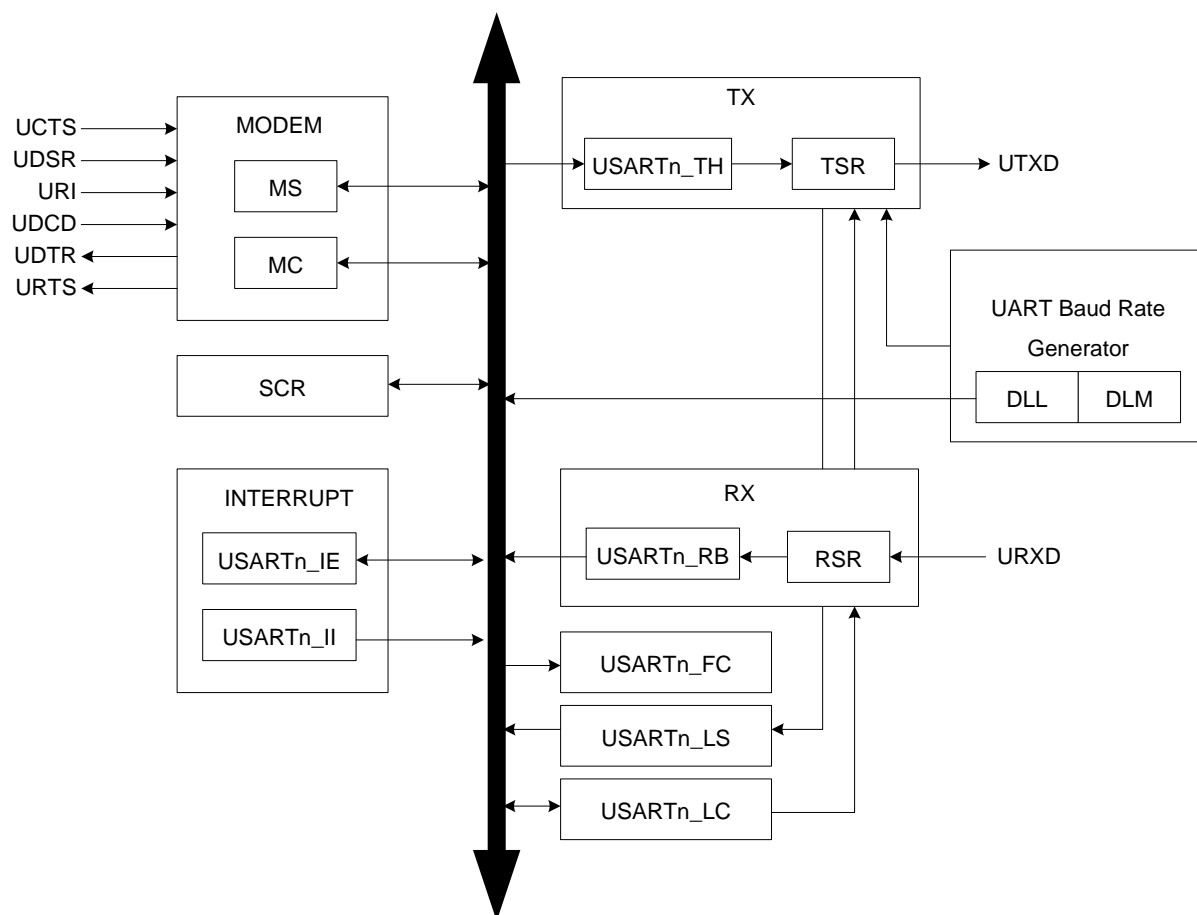 UCTS
UDSR
URI
UDCD
UDTR
URTS
MODEM
MS
MC
SCR
INTERRUPT
USARTn_IE
USARTn_II
TX
USARTn_TH
TSR
UTXD
UART Baud Rate
Generator
DLL
DLM
RX
USARTn_RB
RSR
URXD
USARTn_FC
USARTn_LS
USARTn_LC